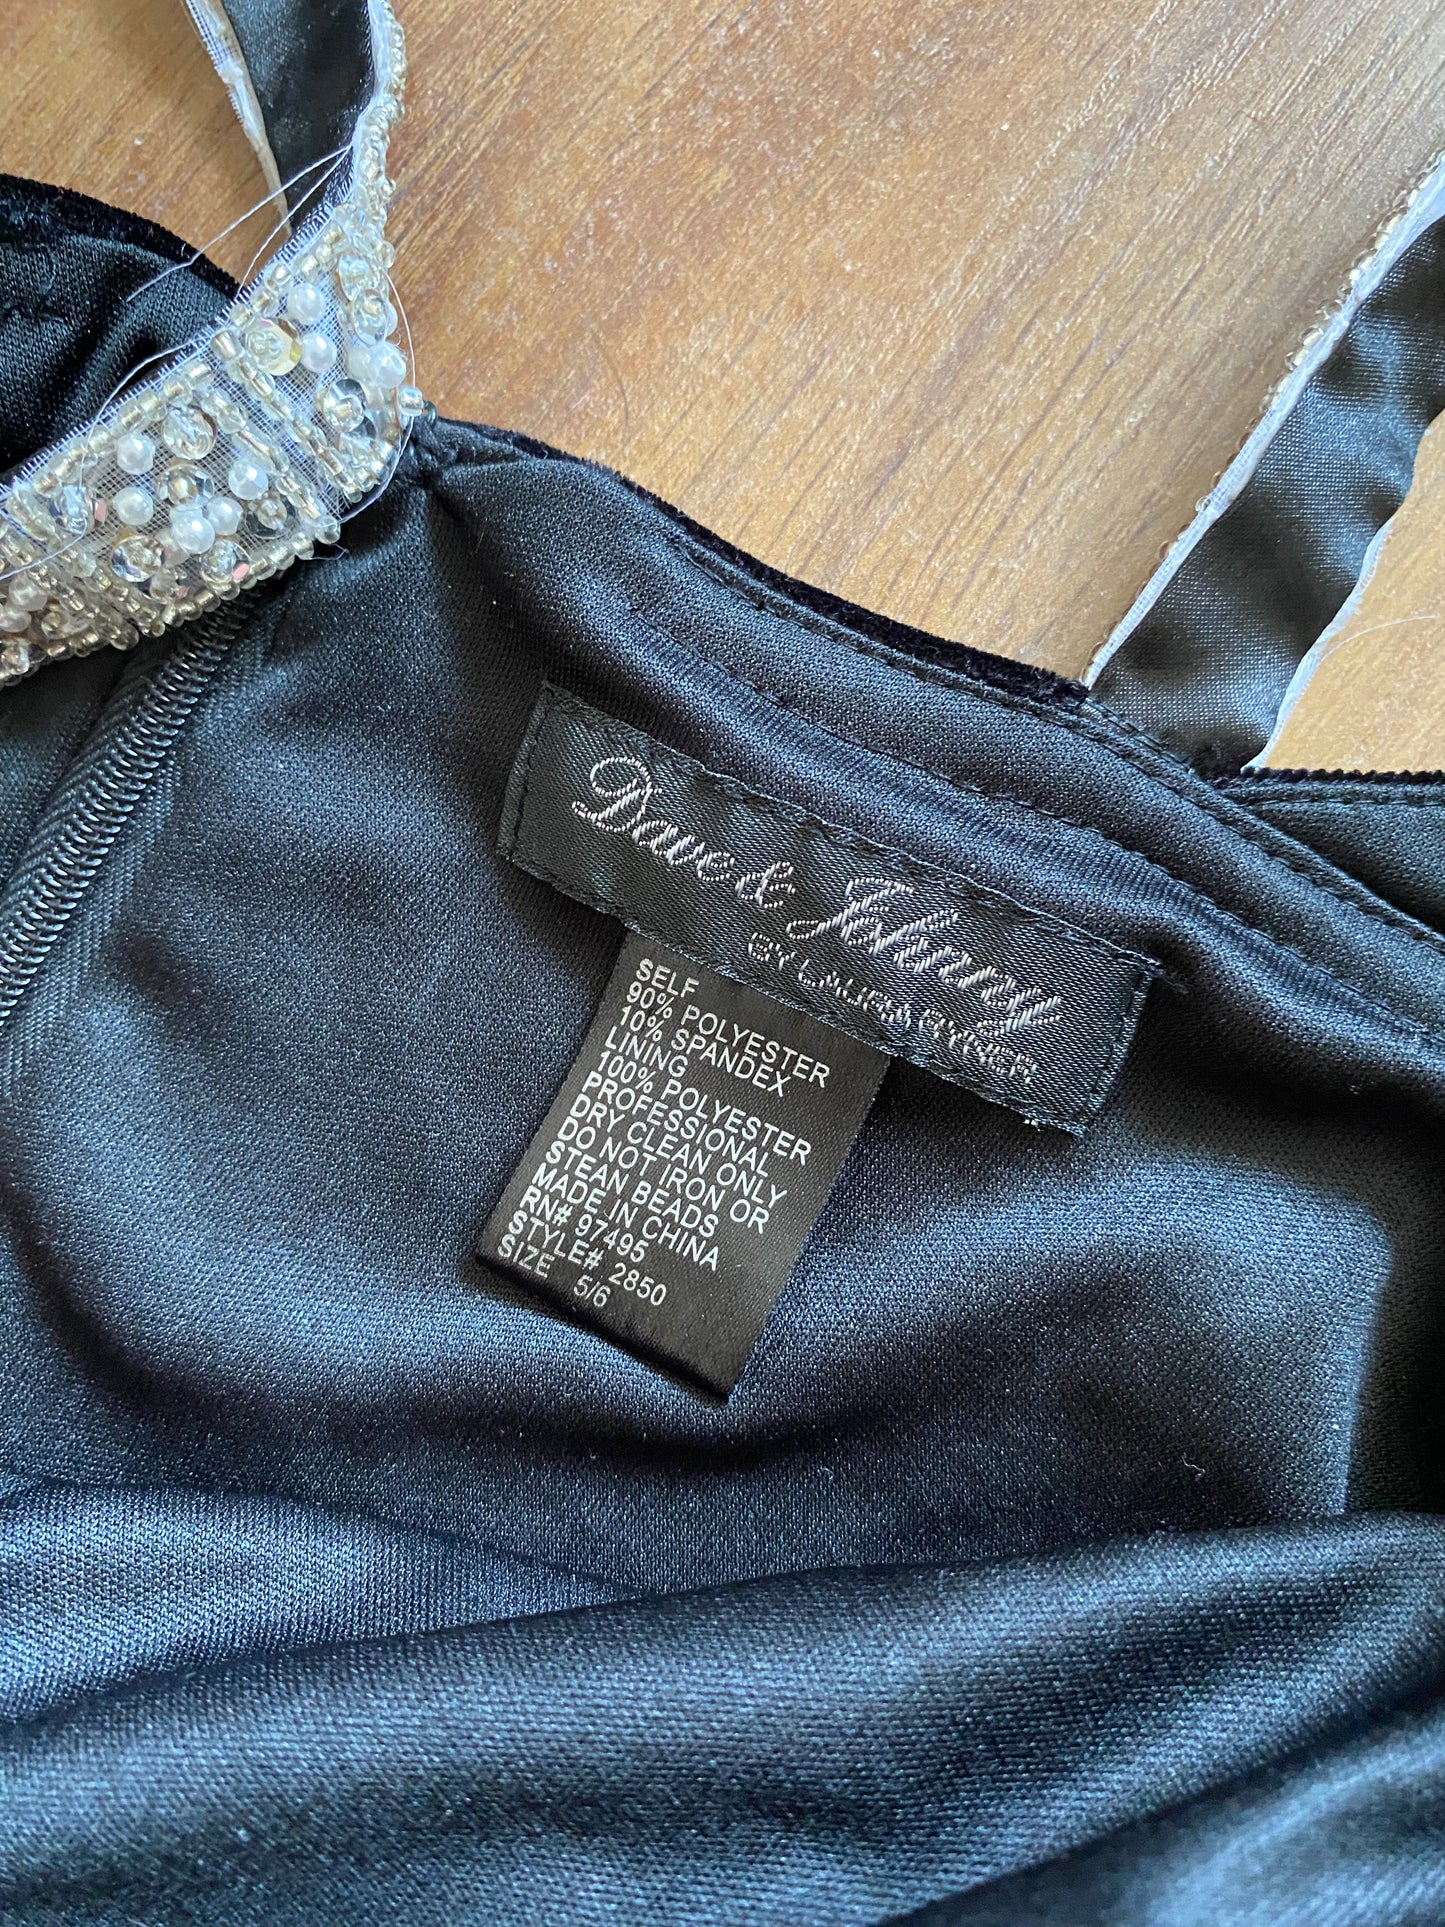 Dave & Johnny
BY LAURA RYNER
SELF
90% POLYESTER
10% SPANDEX
LINING
100% POLYESTER
PROFESSIONAL
DRY CLEAN ONLY
DO NOT IRON OR
STEAN BEADS
MADE IN CHINA
RN# 97495
STYLE# 2850
SIZE 5/6